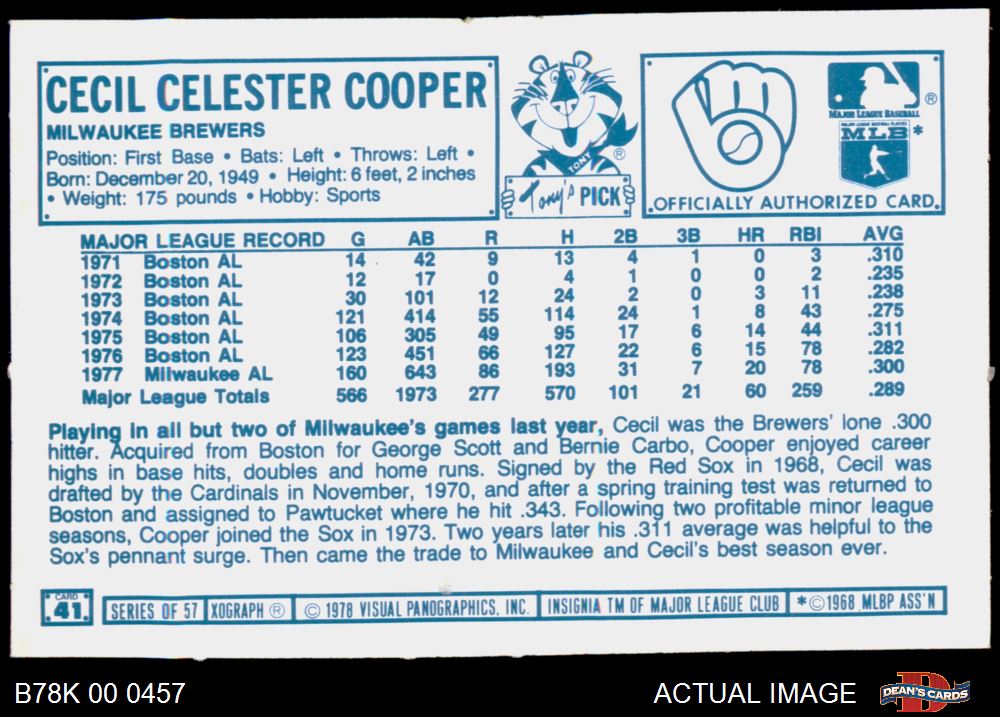 CECIL CELESTER COOPER
MILWAUKEE BREWERS
Position: First Base • Bats: Left • Throws: Left •
Born: December 20, 1949 • Height: 6 feet, 2 inches
• Weight: 175 pounds • Hobby: Sports
TONY
®
Tony's PICK
m
®
MAJOR LEAGUE BASEBALL
MAJOR LEAGUE BASEBALL PLAYERS
MLB *
OFFICIALLY AUTHORIZED CARD
MAJOR LEAGUE RECORD G AB R H 2B 3B HR RBI AVG
1971 Boston AL 14 42 9 13 4 1 0 3 .310
1972 Boston AL 12 17 0 4 1 0 0 2 .235
1973 Boston AL 30 101 12 24 2 0 3 11 .238
1974 Boston AL 121 414 55 114 24 1 8 43 .275
1975 Boston AL 106 305 49 95 17 6 14 44 .311
1976 Boston AL 123 451 66 127 22 6 15 78 .282
1977 Milwaukee AL 160 643 86 193 31 7 20 78 .300
Major League Totals 566 1973 277 570 101 21 60 259 .289
Playing in all but two of Milwaukee's games last year, Cecil was the Brewers' lone .300
hitter. Acquired from Boston for George Scott and Bernie Carbo, Cooper enjoyed career
highs in base hits, doubles and home runs. Signed by the Red Sox in 1968, Cecil was
drafted by the Cardinals in November, 1970, and after a spring training test was returned to
Boston and assigned to Pawtucket where he hit .343. Following two profitable minor league
seasons, Cooper joined the Sox in 1973. Two years later his .311 average was helpful to the
Sox's pennant surge. Then came the trade to Milwaukee and Cecil's best season ever.
CARD
41
SERIES OF 57 XOGRAPH ® © 1978 VISUAL PANOGRAPHICS, INC. INSIGNIA TM OF MAJOR LEAGUE CLUB *©1968 MLBP ASS'N
B78K 00 0457
ACTUAL IMAGE
DEAN'S CARDS